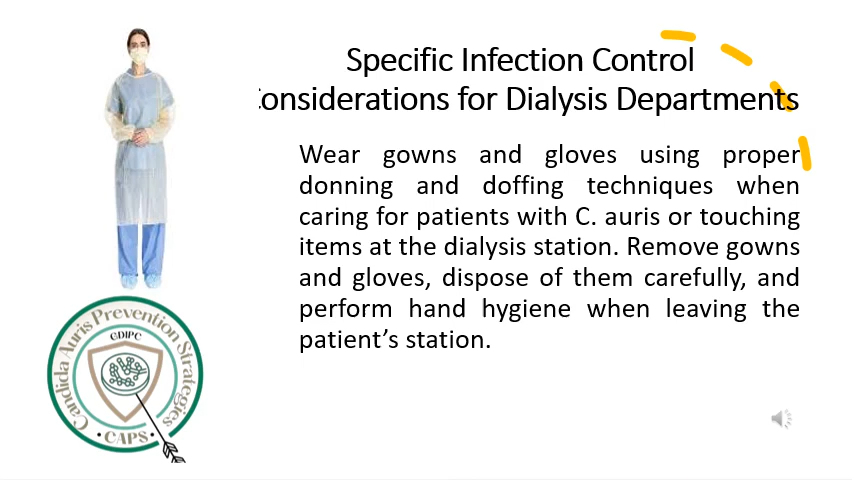 Specific Infection Control
onsiderations for Dialysis Departments
Wear gowns and gloves using proper
donning and doffing techniques when
caring for patients with C. auris or touching
items at the dialysis station. Remove gowns
and gloves, dispose of them carefully, and
perform hand hygiene when leaving the
patient’s station.
Candida Auris Prevention Strategies
GDIPC
•CAPS•